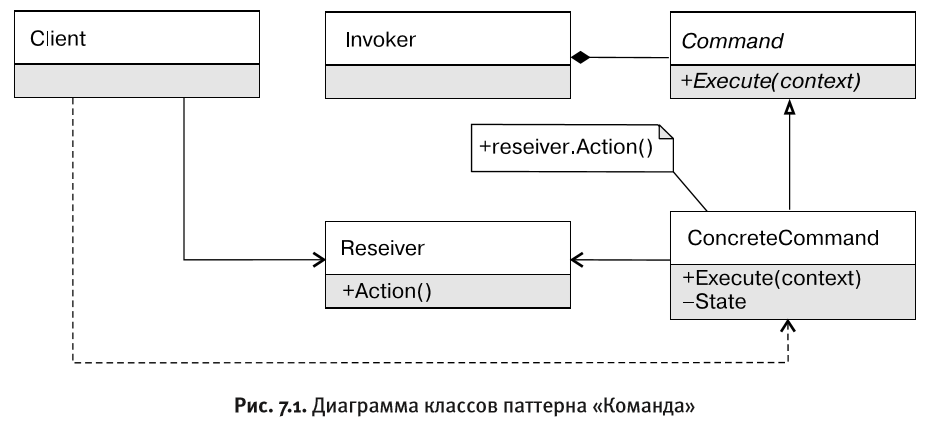 Client
Invoker
Command
+Execute(context)
+reseiver.Action()
Reseiver
+Action()
ConcreteCommand
+Execute(context)
–State
Рис. 7.1. Диаграмма классов паттерна «Команда»